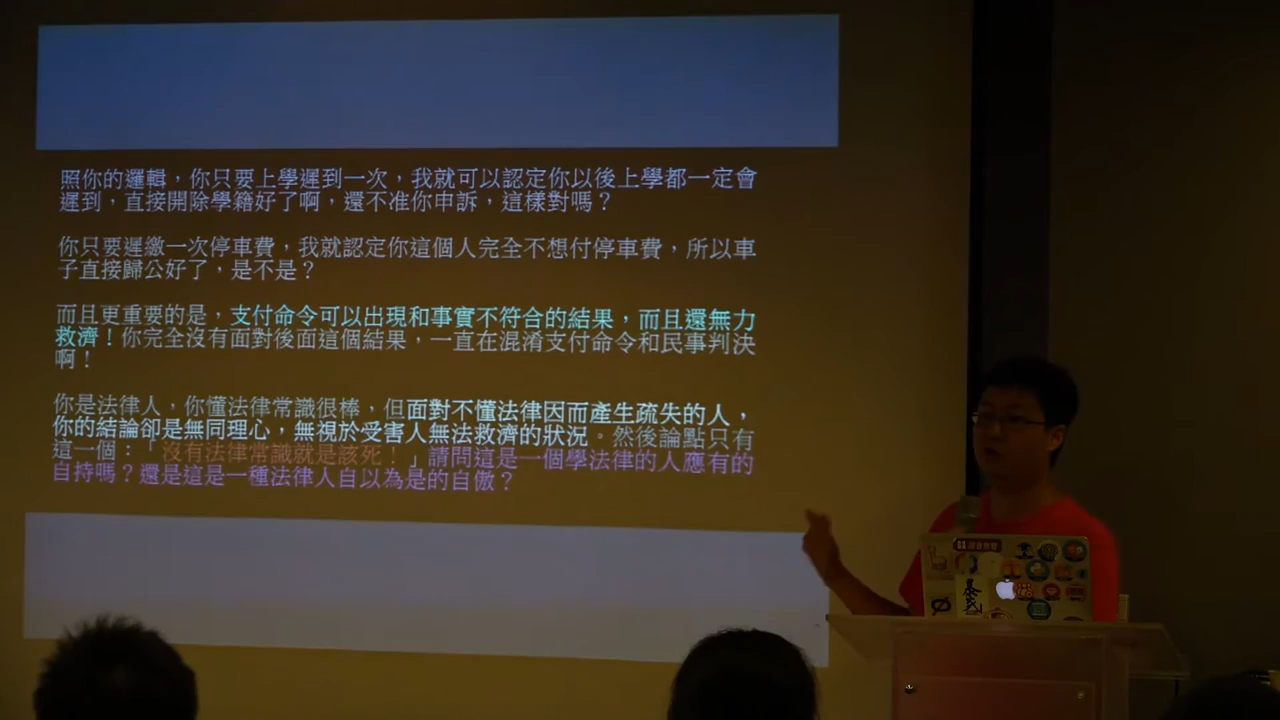 照你的邏輯，你只要上學遲到一次，我就可以認定你以後上學都一定會
遲到，直接開除學籍好了啊，還不准你申訴，這樣對嗎？
你只要遲繳一次停車費，我就認定你這個人完全不想付停車費，所以車
子直接歸公好了，是不是？
而且更重要的是，支付命令可以出現和事實不符合的結果，而且還無力
救濟！你完全沒有面對後面這個結果，一直在混淆支付命令和民事判決
啊！
你是法律人，你懂法律常識很棒，但面對不懂法律因而產生疏失的人，
你的結論卻是無同理心，無視於受害人無法救濟的狀況。然後論點只有
這一個：「沒有法律常識就是該死！」請問這是一個學法律的人應有的
自持嗎？還是這是一種法律人自以為是的自傲？